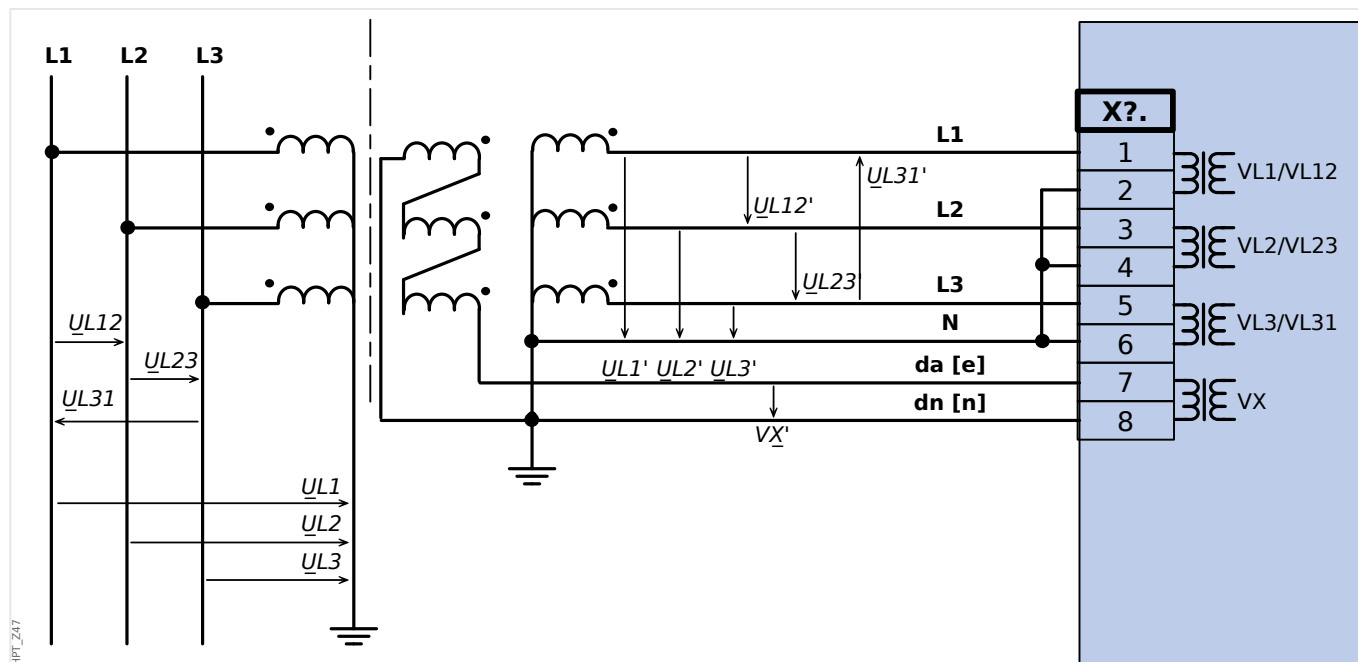 L1 L2 L3
X?.
L1
1
VL1/VL12
UL31'
2
UL12'
L2
3
VL2/VL23
4
UL23'
L3
5
VL3/VL31
N
6
UL12
UL23
UL1' UL2' UL3'
da [e]
7
UL31
dn [n]
VX
8
VX'
UL1
UL2
UL3